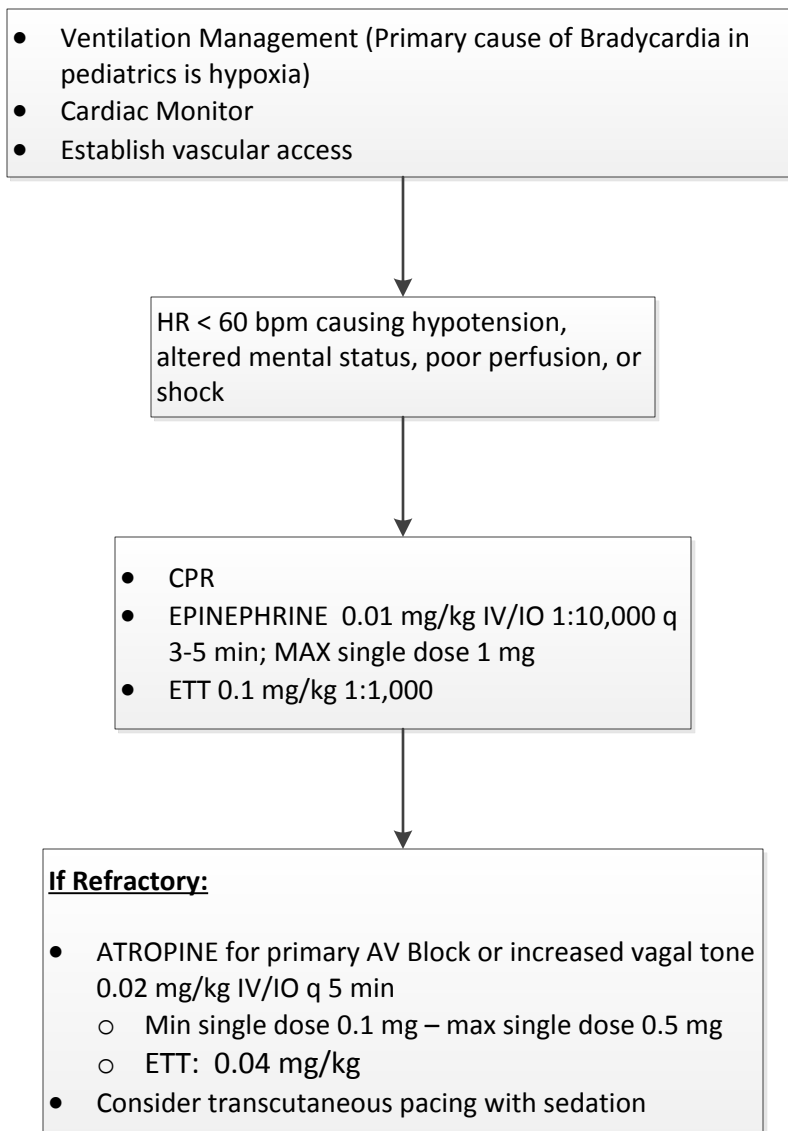 • Ventilation Management (Primary cause of Bradycardia in
pediatrics is hypoxia)
• Cardiac Monitor
• Establish vascular access
HR < 60 bpm causing hypotension,
altered mental status, poor perfusion, or
shock
• CPR
• EPINEPHRINE 0.01 mg/kg IV/IO 1:10,000 q
3-5 min; MAX single dose 1 mg
• ETT 0.1 mg/kg 1:1,000
If Refractory:
• ATROPINE for primary AV Block or increased vagal tone
0.02 mg/kg IV/IO q 5 min
o Min single dose 0.1 mg – max single dose 0.5 mg
o ETT: 0.04 mg/kg
• Consider transcutaneous pacing with sedation